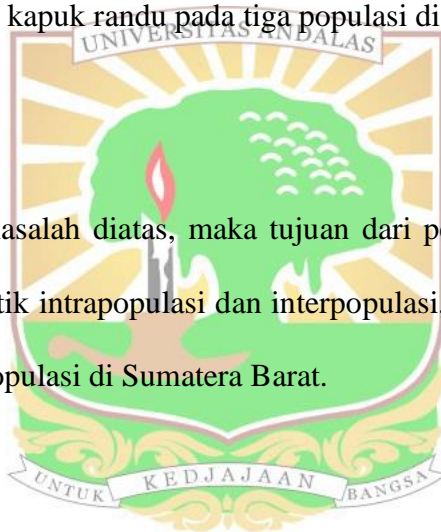 kapuk randu pada tiga populasi di
UNIVERSITAS ANDALAS
asalah diatas, maka tujuan dari pe
tik intrapopulasi dan interpopulasi,
opulasi di Sumatera Barat.
UNTUK KEDJAJAAN BANGSA